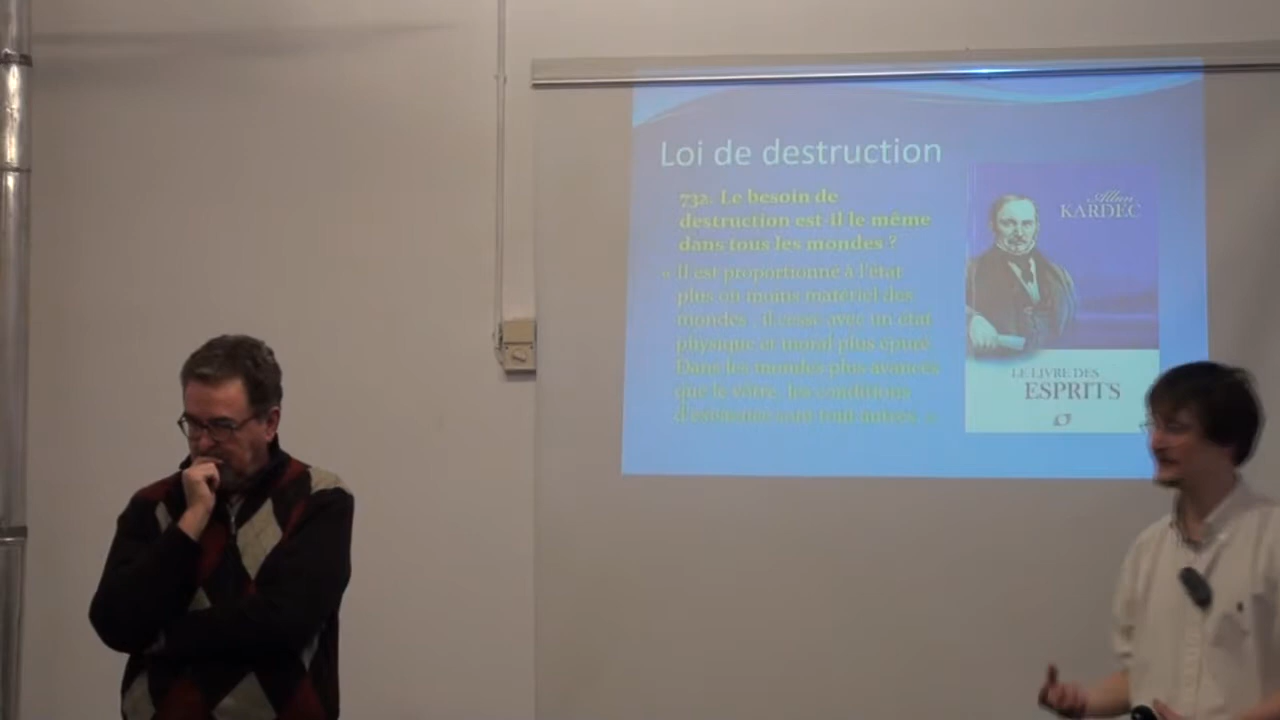 Loi de destruction
732. Le besoin de
destruction est-il le même
dans tous les mondes ?
« Il est proportionné à l'état
plus ou moins matériel des
mondes ; il cesse avec un état
physique et moral plus épuré.
Dans les mondes plus avancés
que le vôtre, les conditions
d'existence sont tout autres. »
Allan
KARDEC
LE LIVRE DES
ESPRITS